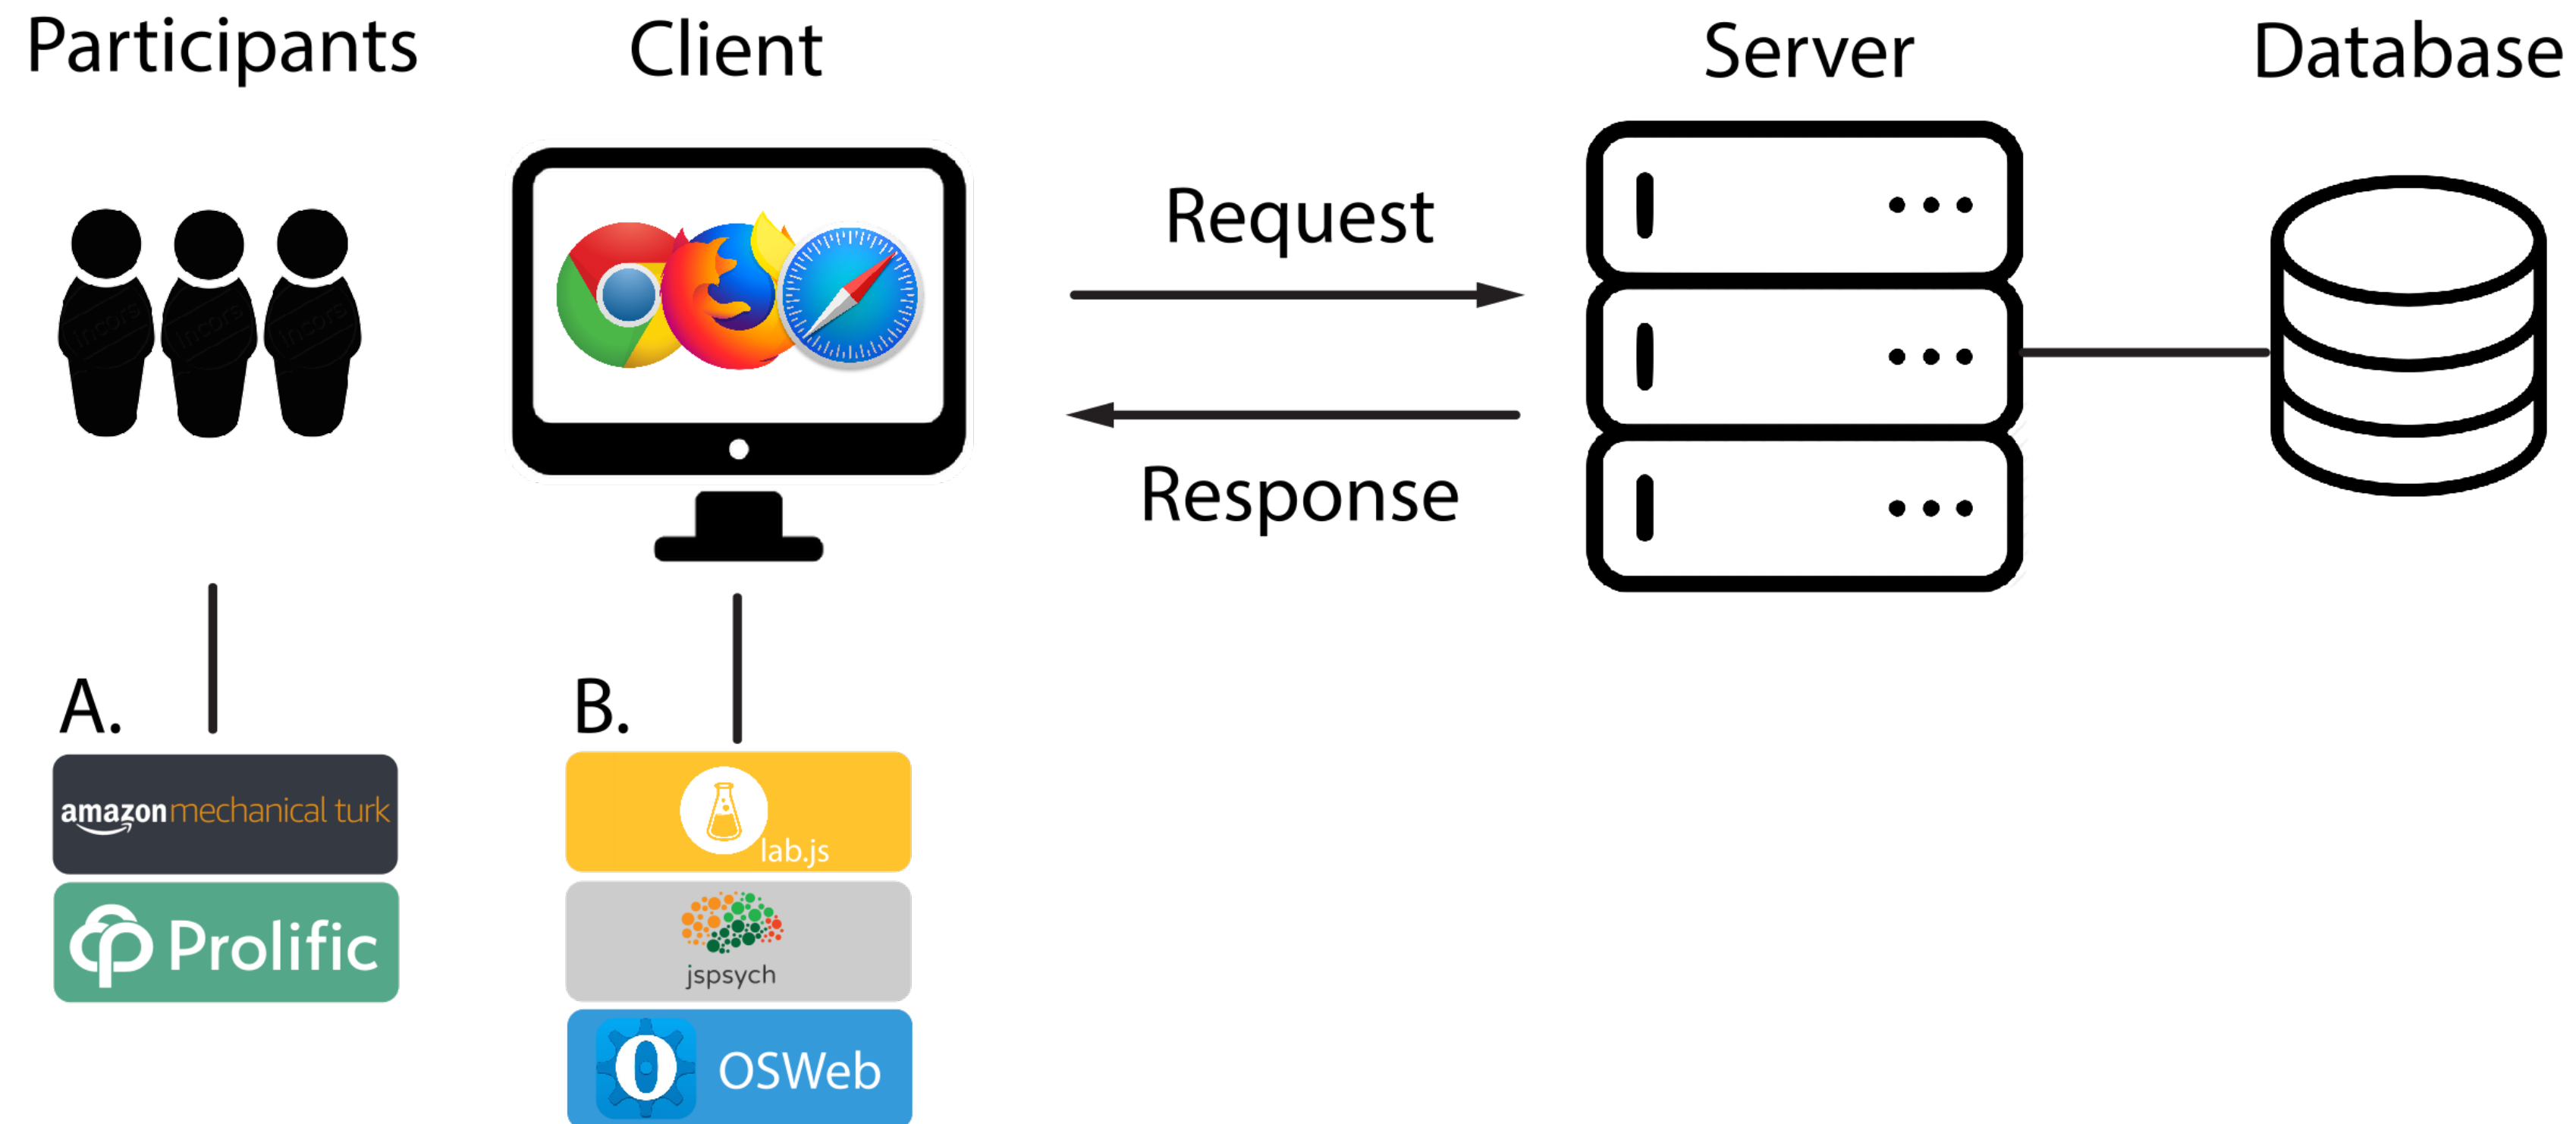 Participants
Client
Server
Database
Request
Response
A.
B.
amazon mechanical turk
Prolific
lab.js
jspsych
OSWeb